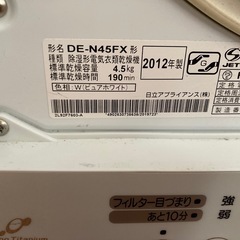 形名 DE-N45FX 形
種類 除湿形電気衣類乾燥機
標準乾燥容量 4.5kg
標準乾燥時間 190min
2012年製
色相:W(ピュアホワイト)
日立アプライアンス(株)
JET
フィルター目づまり
あと10分
強
弱
Titanium